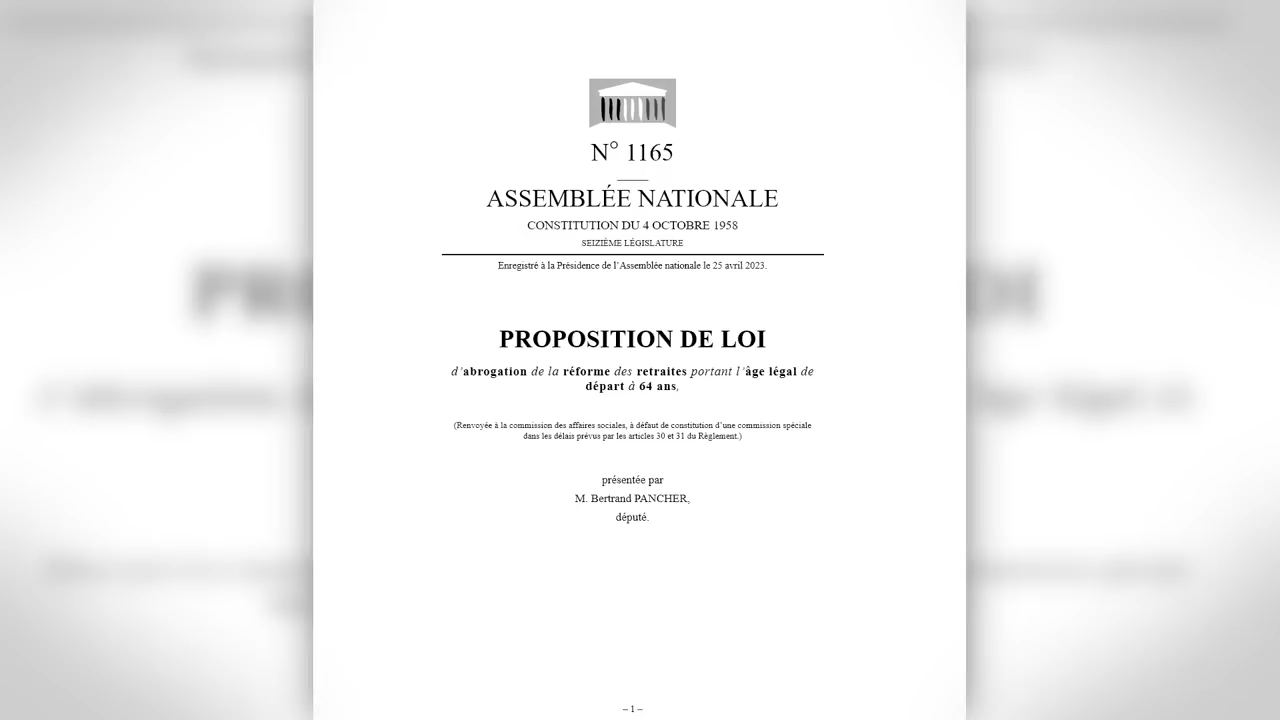 N° 1165
ASSEMBLÉE NATIONALE
CONSTITUTION DU 4 OCTOBRE 1958
SEIZIÈME LÉGISLATURE
Enregistré à la Présidence de l'Assemblée nationale le 25 avril 2023.
PROPOSITION DE LOI
d'abrogation de la réforme des retraites portant l'âge légal de
départ à 64 ans,
(Renvoyée à la commission des affaires sociales, à défaut de constitution d'une commission spéciale
dans les délais prévus par les articles 30 et 31 du Règlement.)
présentée par
M. Bertrand PANCHER,
député.
– 1 –